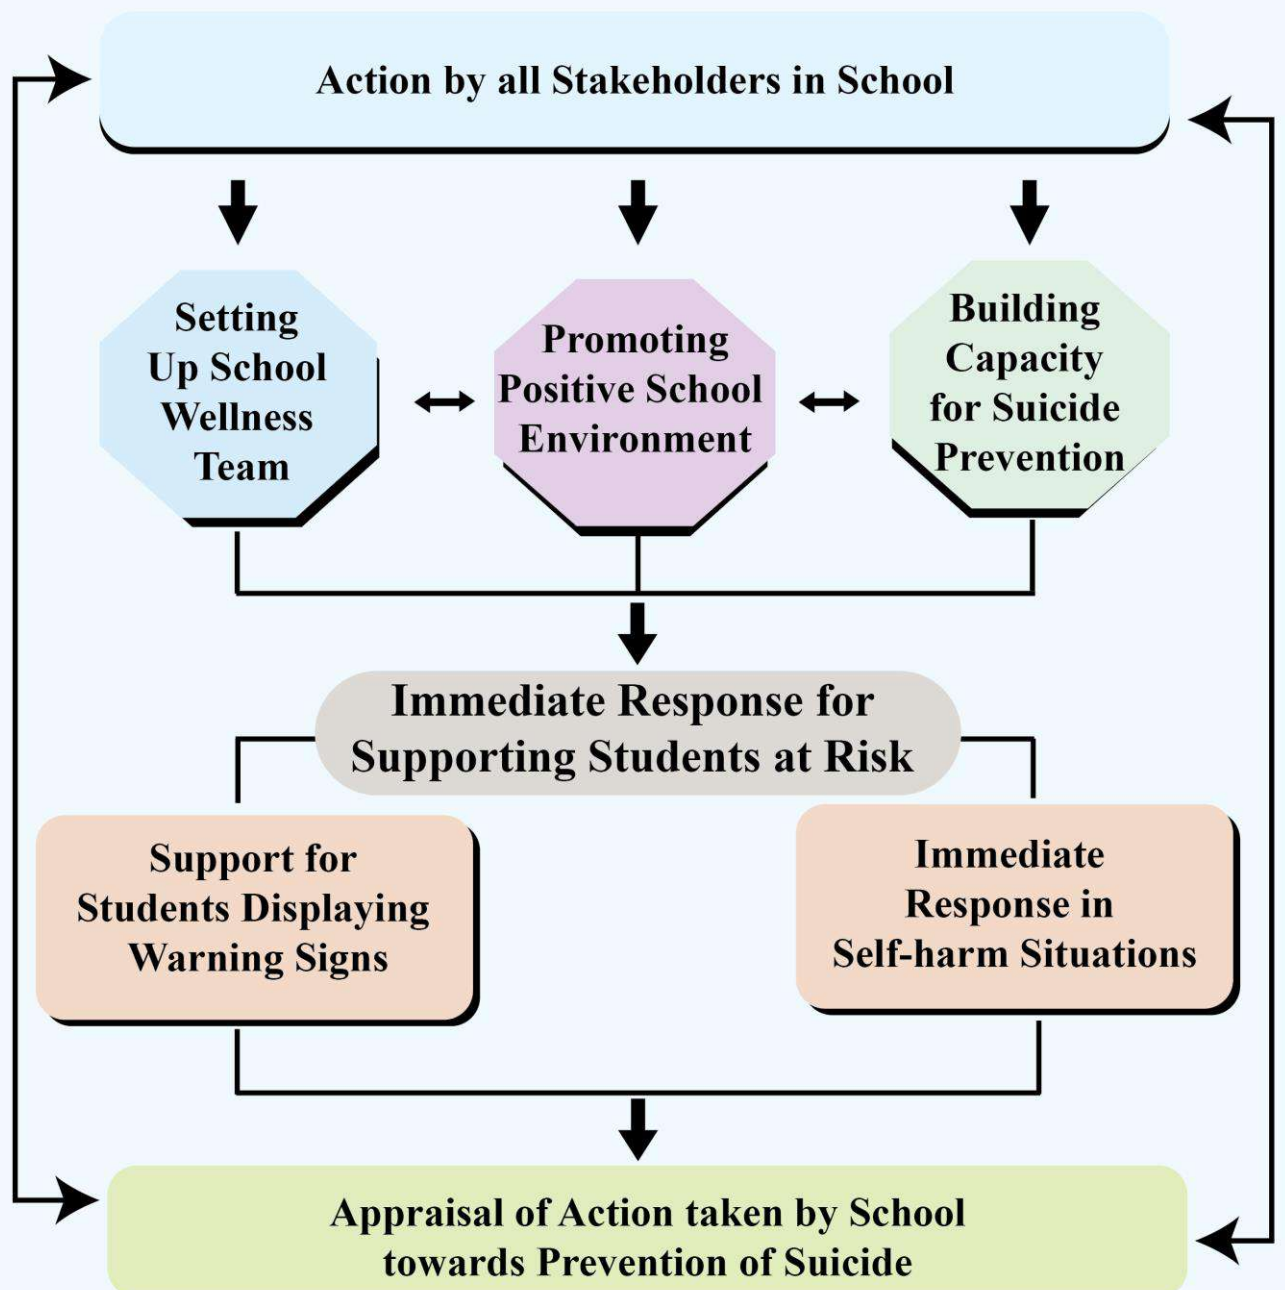 Action by all Stakeholders in School
Setting
Up School
Wellness
Team
Promoting
Positive School
Environment
Building
Capacity
for Suicide
Prevention
Immediate Response for
Supporting Students at Risk
Support for
Students Displaying
Warning Signs
Immediate
Response in
Self-harm Situations
Appraisal of Action taken by School
towards Prevention of Suicide